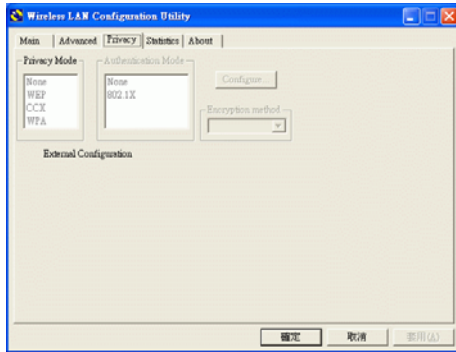 Wireless LAN Configuration Utility
Main Advanced Privacy Statistics About
Privacy Mode Authentication Mode
None
WEP
CCX
WPA
None
802.1X
Configure...
Encryption method
External Configuration
確定 取消 套用(A)